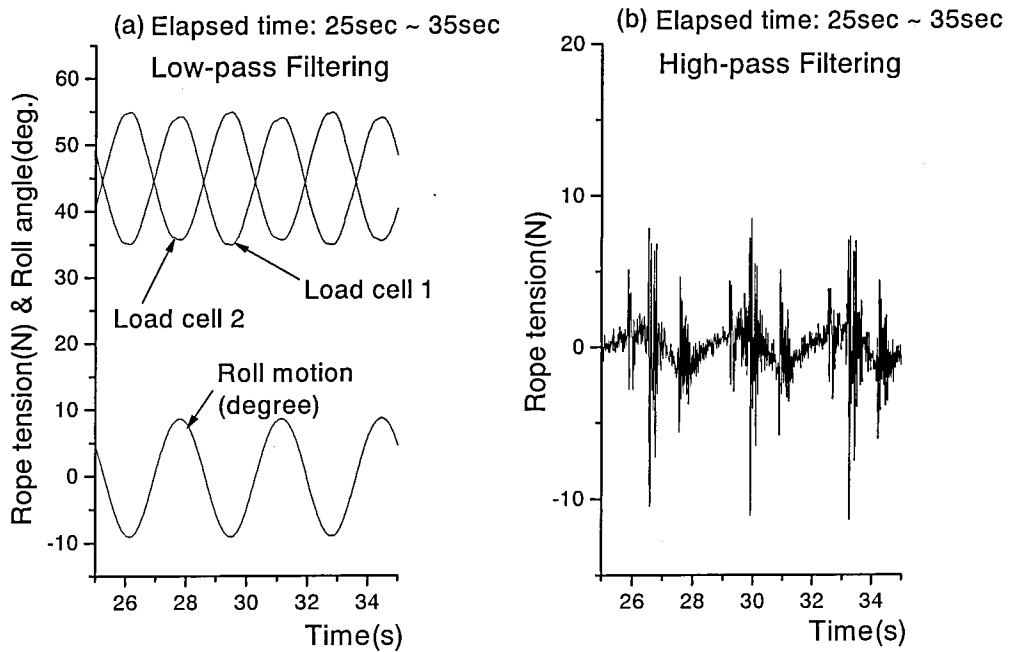 (a) Elapsed time: 25sec ~ 35sec
Low-pass Filtering
Rope tension(N) & Roll angle(deg.)
60
50
40
30
20
10
0
-10
Load cell 1
Load cell 2
Roll motion
(degree)
26 28 30 32 34
Time(s)
(b) Elapsed time: 25sec ~ 35sec
High-pass Filtering
Rope tension(N)
20
10
0
-10
26 28 30 32 34
Time(s)